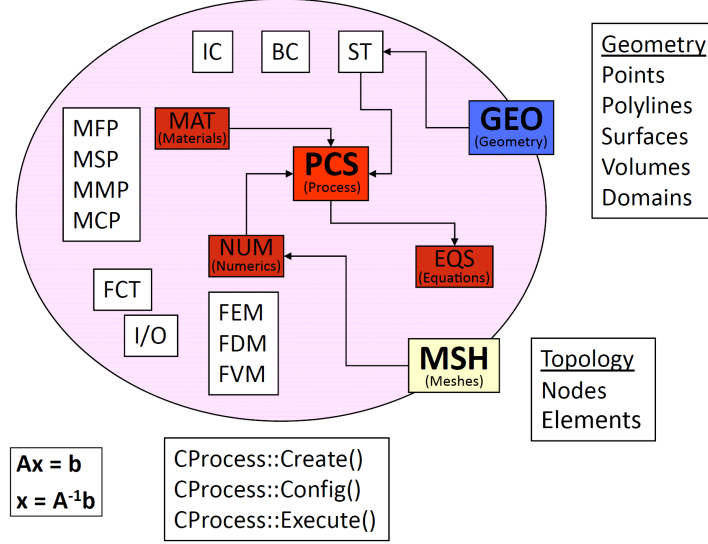 IC
BC
ST
Geometry
Points
Polylines
Surfaces
Volumes
Domains
GEO
(Geometry)
MFP
MSP
MMP
MCP
MAT
(Materials)
PCS
(Process)
NUM
(Numerics)
EQS
(Equations)
FCT
I/O
FEM
FDM
FVM
MSH
(Meshes)
Topology
Nodes
Elements
Ax = b
x = A⁻¹b
CProcess::Create()
CProcess::Config()
CProcess::Execute()